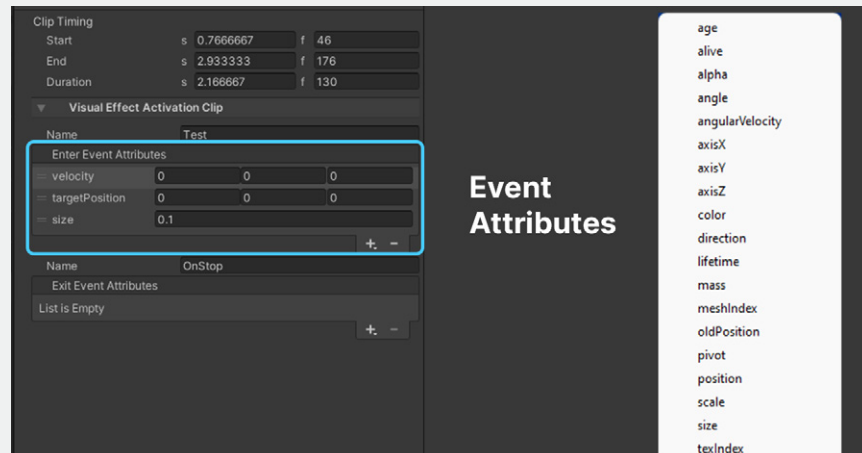 Clip Timing
Start s 0.7666667 f 46
End s 2.933333 f 176
Duration s 2.166667 f 130
Visual Effect Activation Clip
Name Test
Enter Event Attributes
velocity 0 0 0
targetPosition 0 0 0
size 0.1
+ -
Name OnStop
Exit Event Attributes
List is Empty
+ -
Event
Attributes
age
alive
alpha
angle
angularVelocity
axisX
axisY
axisZ
color
direction
lifetime
mass
meshIndex
oldPosition
pivot
position
scale
size
texIndex